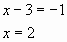 x − 3 = −1
x = 2